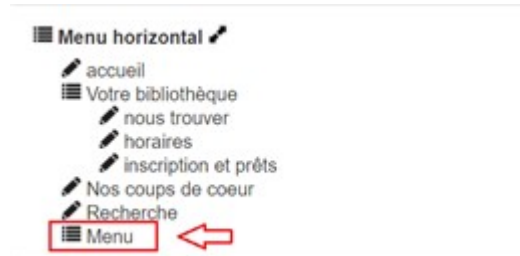 Menu horizontal
accueil
Votre bibliothèque
nous trouver
horaires
inscription et prêts
Nos coups de coeur
Recherche
Menu